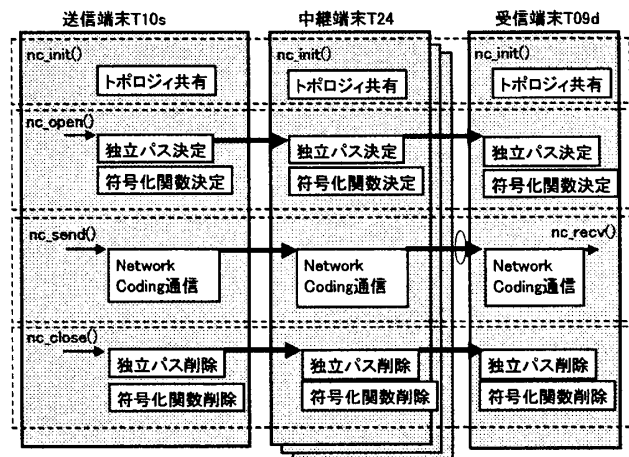 送信端末T10s
中継端末T24
受信端末T09d
nc_init()
nc_init()
nc_init()
トポロジィ共有
トポロジィ共有
トポロジィ共有
nc_open()
独立パス決定
独立パス決定
独立パス決定
符号化関数決定
符号化関数決定
符号化関数決定
nc_send()
nc_recv()
Network
Coding通信
Network
Coding通信
Network
Coding通信
nc_close()
独立パス削除
独立パス削除
独立パス削除
符号化関数削除
符号化関数削除
符号化関数削除